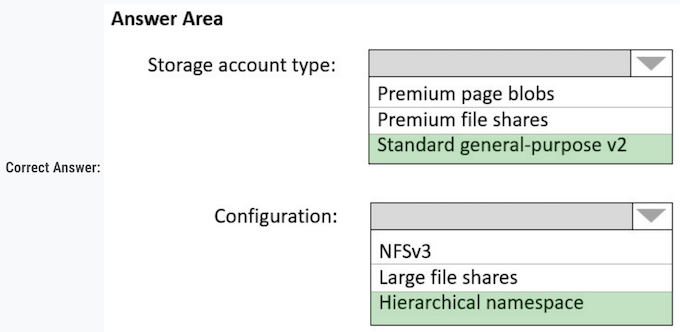 Answer Area
Storage account type:
Premium page blobs
Premium file shares
Standard general-purpose v2
Correct Answer:
Configuration:
NFSv3
Large file shares
Hierarchical namespace